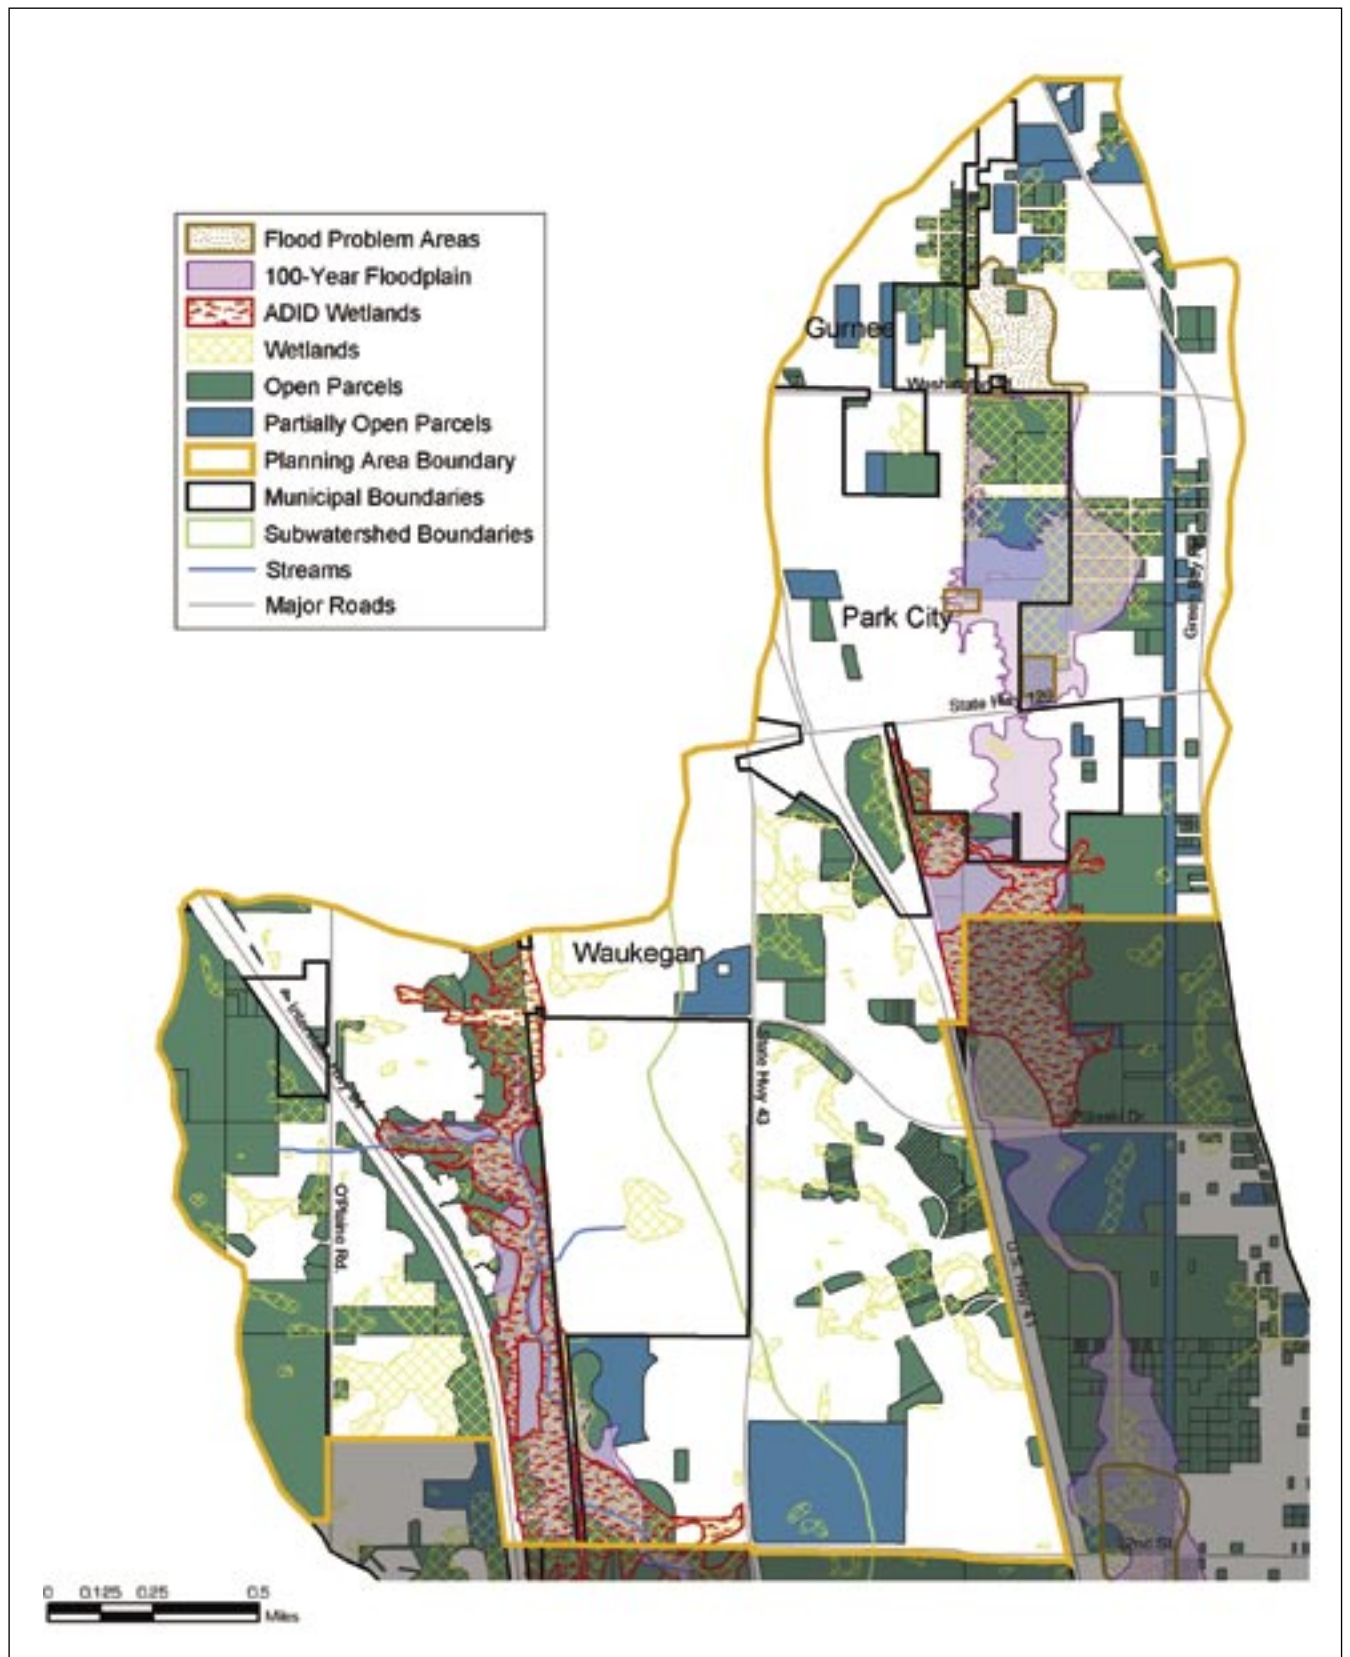 Flood Problem Areas
100-Year Floodplain
ADID Wetlands
Wetlands
Open Parcels
Partially Open Parcels
Planning Area Boundary
Municipal Boundaries
Subwatershed Boundaries
Streams
Major Roads
Gurnee
Park City
State Hwy 120
Waukegan
State Hwy 43
O'Plaine Rd.
U.S. Hwy 41
0 0.125 0.25 0.5
Miles